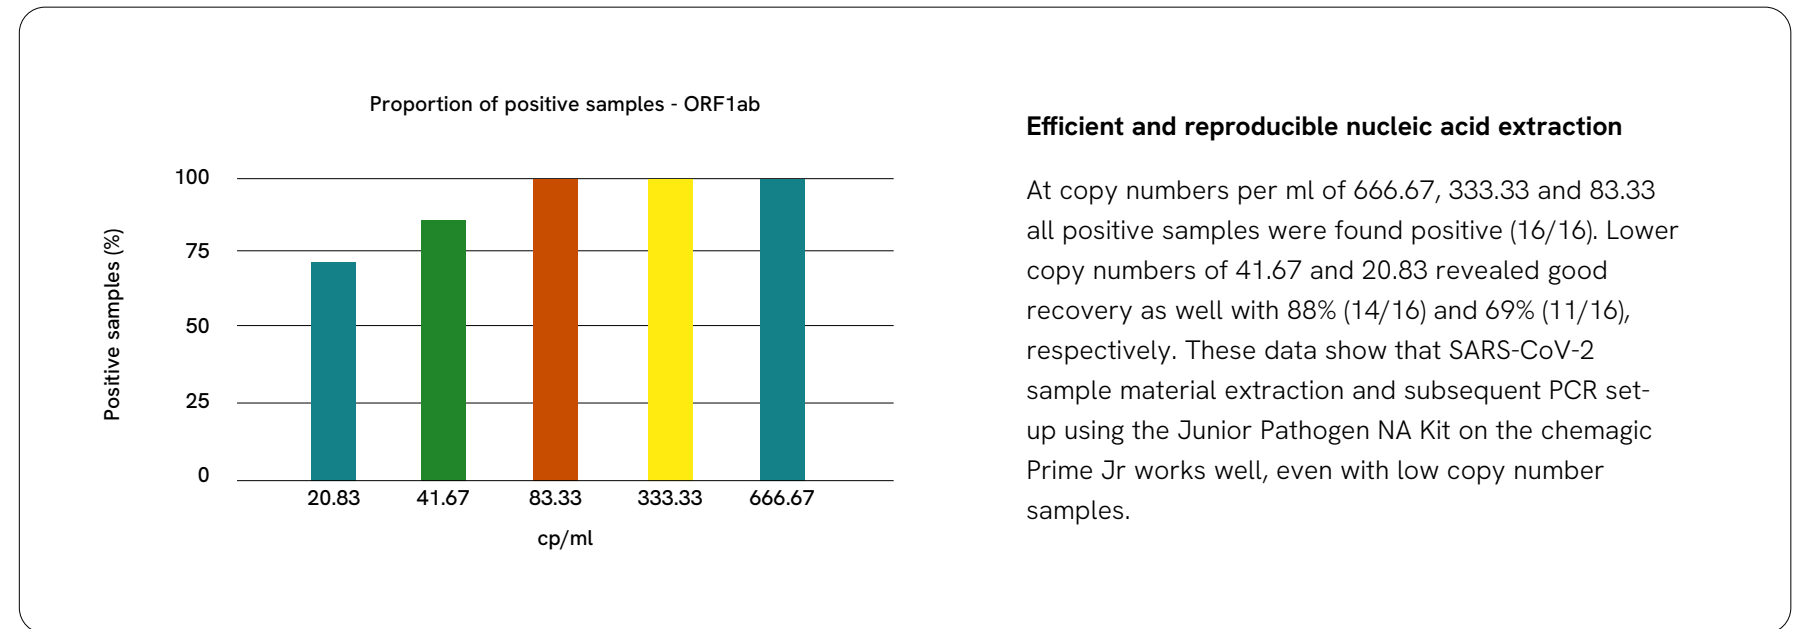 Proportion of positive samples - ORF1ab
Positive samples (%)
100
75
50
25
0
20.83 41.67 83.33 333.33 666.67
cp/ml
Efficient and reproducible nucleic acid extraction
At copy numbers per ml of 666.67, 333.33 and 83.33
all positive samples were found positive (16/16). Lower
copy numbers of 41.67 and 20.83 revealed good
recovery as well with 88% (14/16) and 69% (11/16),
respectively. These data show that SARS-CoV-2
sample material extraction and subsequent PCR set-
up using the Junior Pathogen NA Kit on the chemagic
Prime Jr works well, even with low copy number
samples.